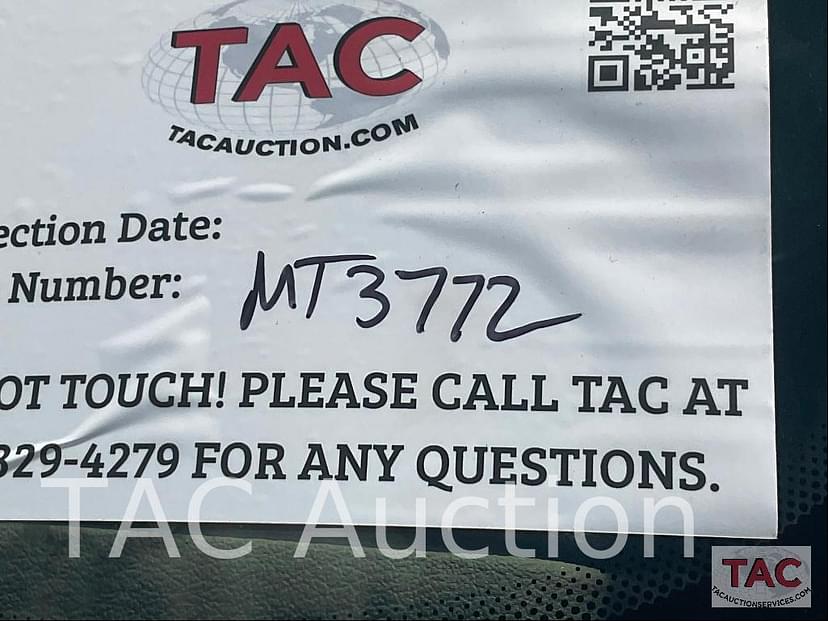 TAC
TACAUCTION.COM
ection Date:
Number: MT3772
OT TOUCH! PLEASE CALL TAC AT
829-4279 FOR ANY QUESTIONS.
TAC Auction
TAC
TACAUCTIONSERVICES.COM